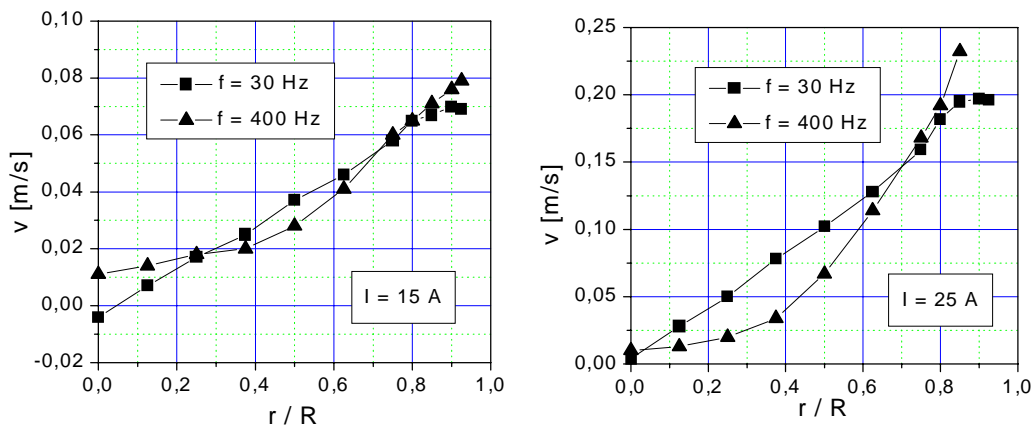 0,10
0,08
0,06
0,04
0,02
0,00
-0,02
v [m/s]
f = 30 Hz
f = 400 Hz
I = 15 A
0,0 0,2 0,4 0,6 0,8 1,0
r / R
0,25
0,20
0,15
0,10
0,05
0,00
v [m/s]
f = 30 Hz
f = 400 Hz
I = 25 A
0,0 0,2 0,4 0,6 0,8 1,0
r / R